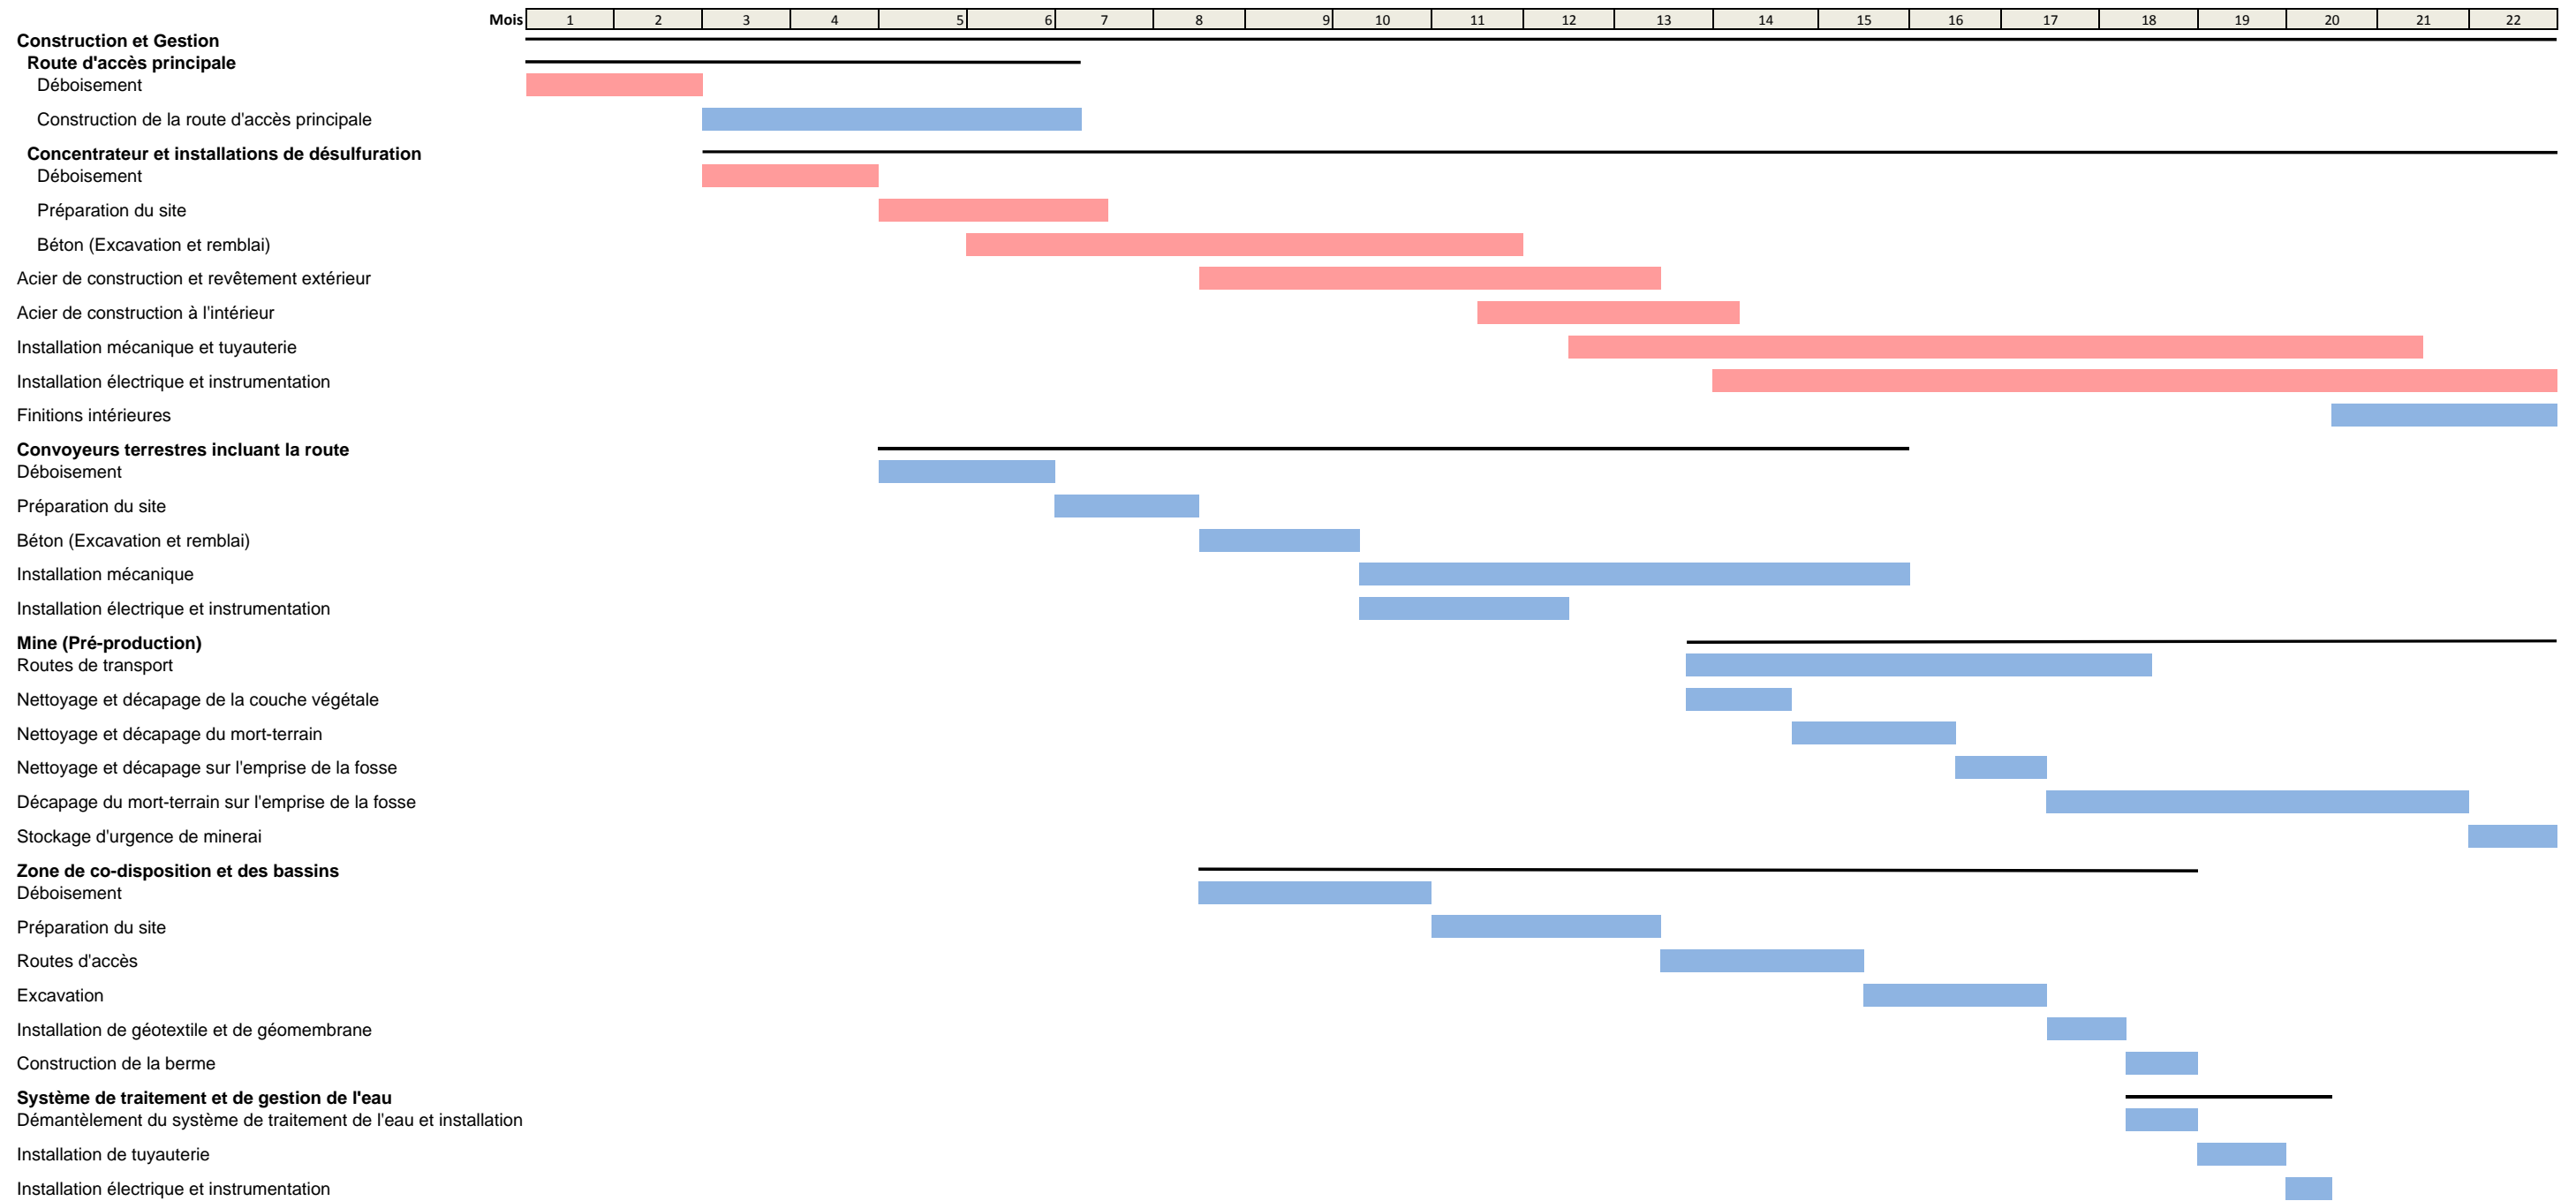 Mois 1 2 3 4 5 6 7 8 9 10 11 12 13 14 15 16 17 18 19 20 21 22
Construction et Gestion
Route d'accès principale
Déboisement
Construction de la route d'accès principale
Concentrateur et installations de désulfuration
Déboisement
Préparation du site
Béton (Excavation et remblai)
Acier de construction et revêtement extérieur
Acier de construction à l'intérieur
Installation mécanique et tuyauterie
Installation électrique et instrumentation
Finitions intérieures
Convoyeurs terrestres incluant la route
Déboisement
Préparation du site
Béton (Excavation et remblai)
Installation mécanique
Installation électrique et instrumentation
Mine (Pré-production)
Routes de transport
Nettoyage et décapage de la couche végétale
Nettoyage et décapage du mort-terrain
Nettoyage et décapage sur l'emprise de la fosse
Décapage du mort-terrain sur l'emprise de la fosse
Stockage d'urgence de minerai
Zone de co-disposition et des bassins
Déboisement
Préparation du site
Routes d'accès
Excavation
Installation de géotextile et de géomembrane
Construction de la berme
Système de traitement et de gestion de l'eau
Démantèlement du système de traitement de l'eau et installation
Installation de tuyauterie
Installation électrique et instrumentation